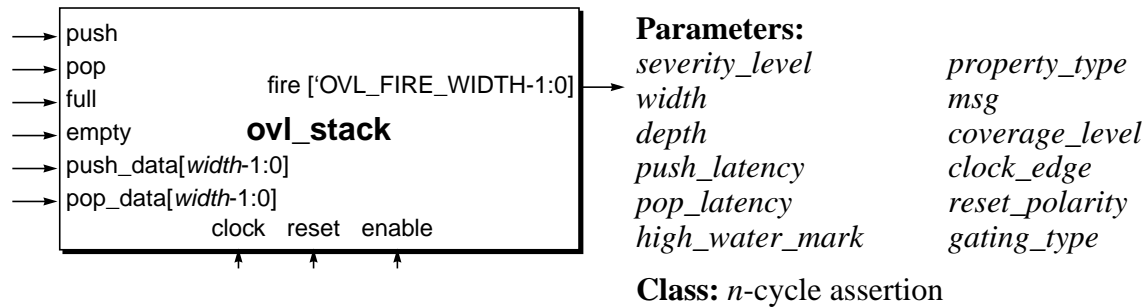 push
pop
full
empty
push_data[width-1:0]
pop_data[width-1:0]
fire [‘OVL_FIRE_WIDTH-1:0]
ovl_stack
clock reset enable
Parameters:
severity_level property_type
width msg
depth coverage_level
push_latency clock_edge
pop_latency reset_polarity
high_water_mark gating_type
Class: n-cycle assertion